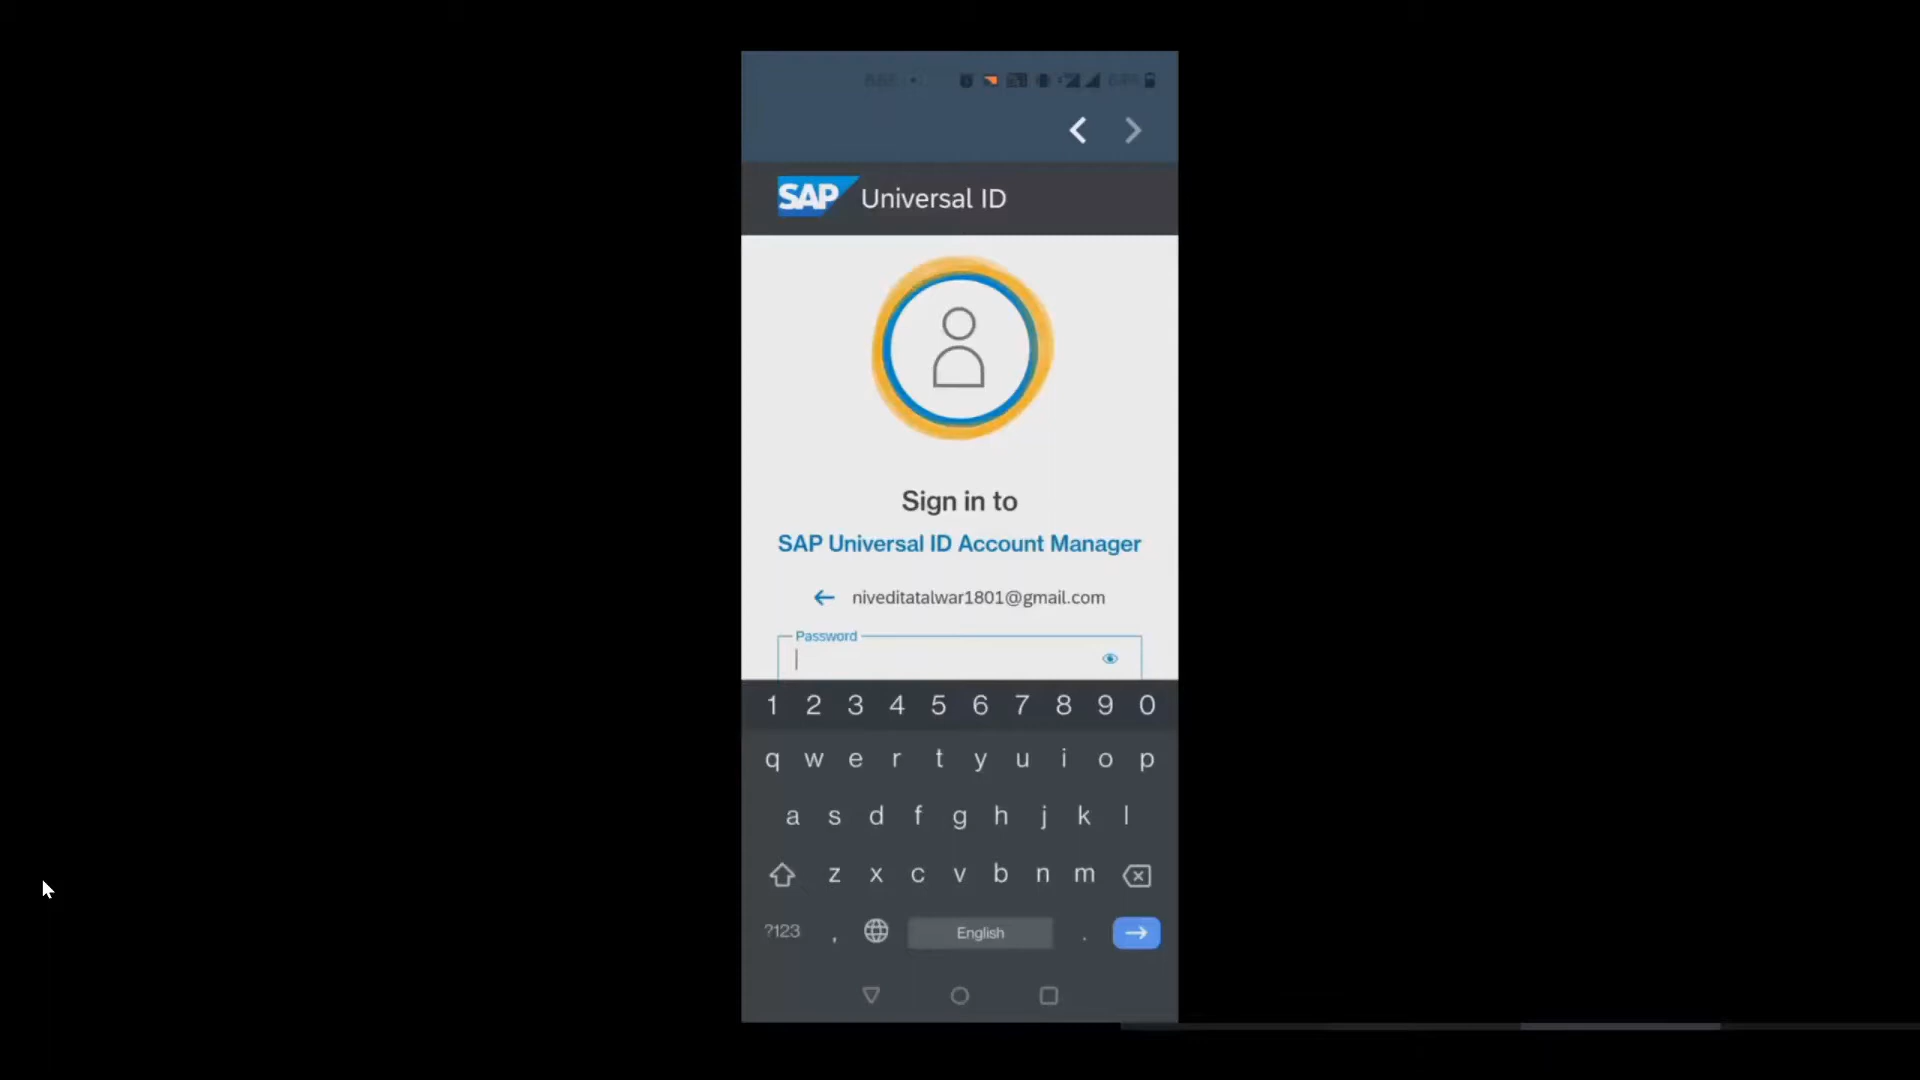 SAP Universal ID
Sign in to
SAP Universal ID Account Manager
niveditatalwar1801@gmail.com
Password
1 2 3 4 5 6 7 8 9 0
q w e r t y u i o p
a s d f g h j k l
z x c v b n m
?123 , English .